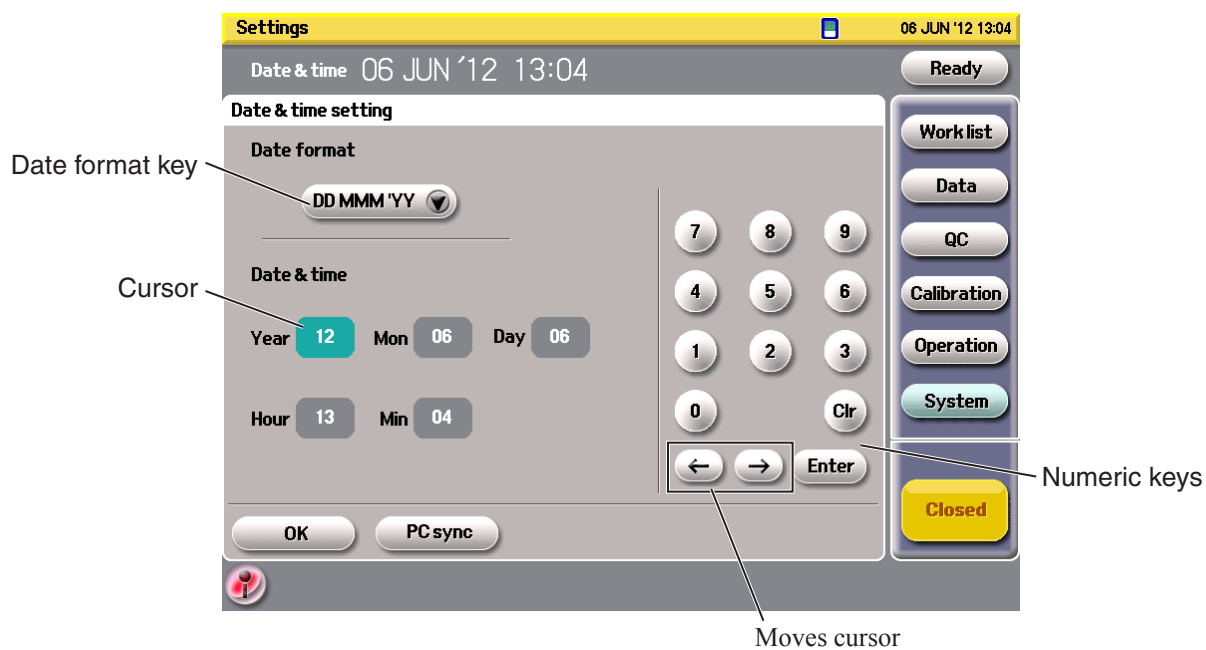 Settings 06 JUN '12 13:04
Date & time 06 JUN '12 13:04 Ready
Date & time setting
Work list
Date format
Date format key
DD MMM 'YY
Data
7 8 9
QC
Date & time
Cursor
4 5 6
Calibration
Year 12 Mon 06 Day 06
1 2 3
Operation
Hour 13 Min 04
0 Clr
System
← → Enter
Numeric keys
Closed
OK PC sync
Moves cursor